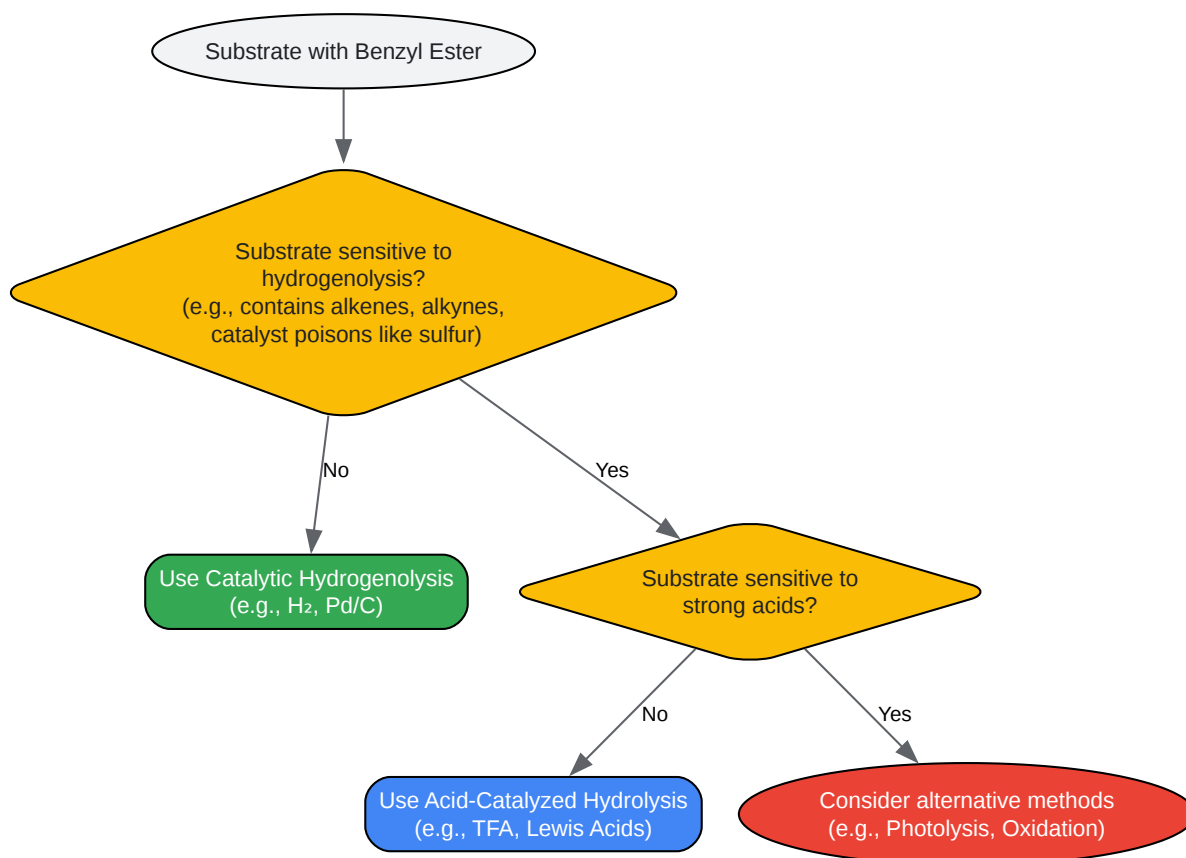 Substrate with Benzyl Ester
Substrate sensitive to
hydrogenolysis?
(e.g., contains alkenes, alkynes,
catalyst poisons like sulfur)
No
Yes
Use Catalytic Hydrogenolysis
(e.g., H₂, Pd/C)
Substrate sensitive to
strong acids?
No
Yes
Use Acid-Catalyzed Hydrolysis
(e.g., TFA, Lewis Acids)
Consider alternative methods
(e.g., Photolysis, Oxidation)